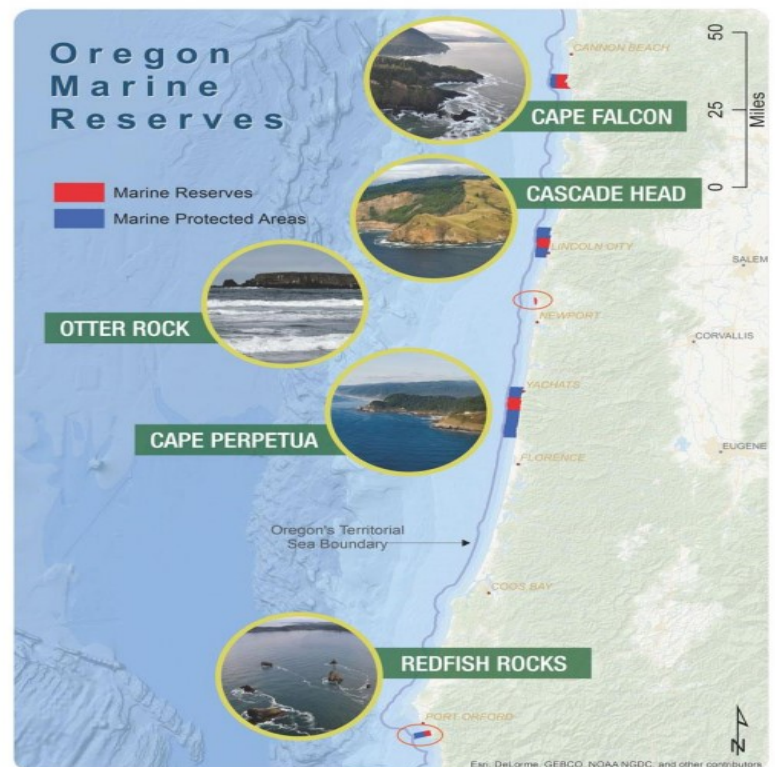 Oregon
Marine
Reserves
Marine Reserves
Marine Protected Areas
50
25
0
Miles
CANNON BEACH
CAPE FALCON
CASCADE HEAD
LINCOLN CITY
SALEM
OTTER ROCK
NEWPORT
CORVALLIS
YACHATS
CAPE PERPETUA
EUGENE
FLORENCE
Oregon's Territorial
Sea Boundary
COOS BAY
REDFISH ROCKS
PORT ORFORD
N
Esri, DeLorme, GEBCO, NOAA NGDC, and other contributors